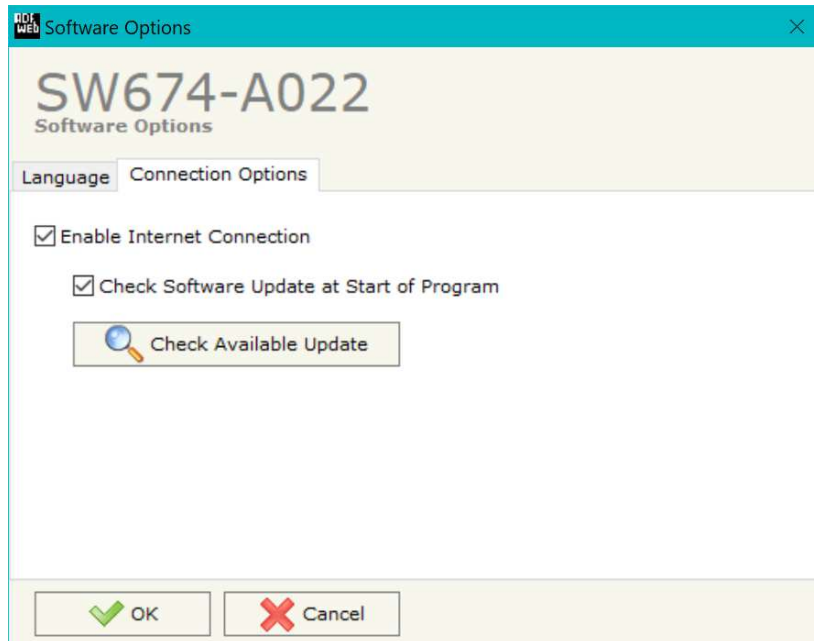 ADF
WEB Software Options
SW674-A022
Software Options
Language Connection Options
Enable Internet Connection
Check Software Update at Start of Program
Check Available Update
OK Cancel